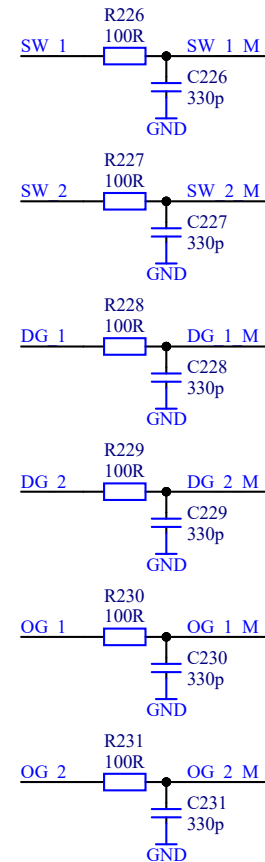 R226
100R
SW_1
SW_1_M
C226
330p
GND
R227
100R
SW_2
SW_2_M
C227
330p
GND
R228
100R
DG_1
DG_1_M
C228
330p
GND
R229
100R
DG_2
DG_2_M
C229
330p
GND
R230
100R
OG_1
OG_1_M
C230
330p
GND
R231
100R
OG_2
OG_2_M
C231
330p
GND